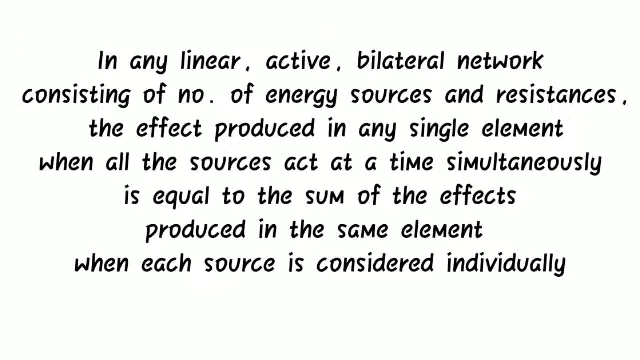 In any linear, active, bilateral network
consisting of no. of energy sources and resistances,
the effect produced in any single element
when all the sources act at a time simultaneously
is equal to the sum of the effects
produced in the same element
when each source is considered individually